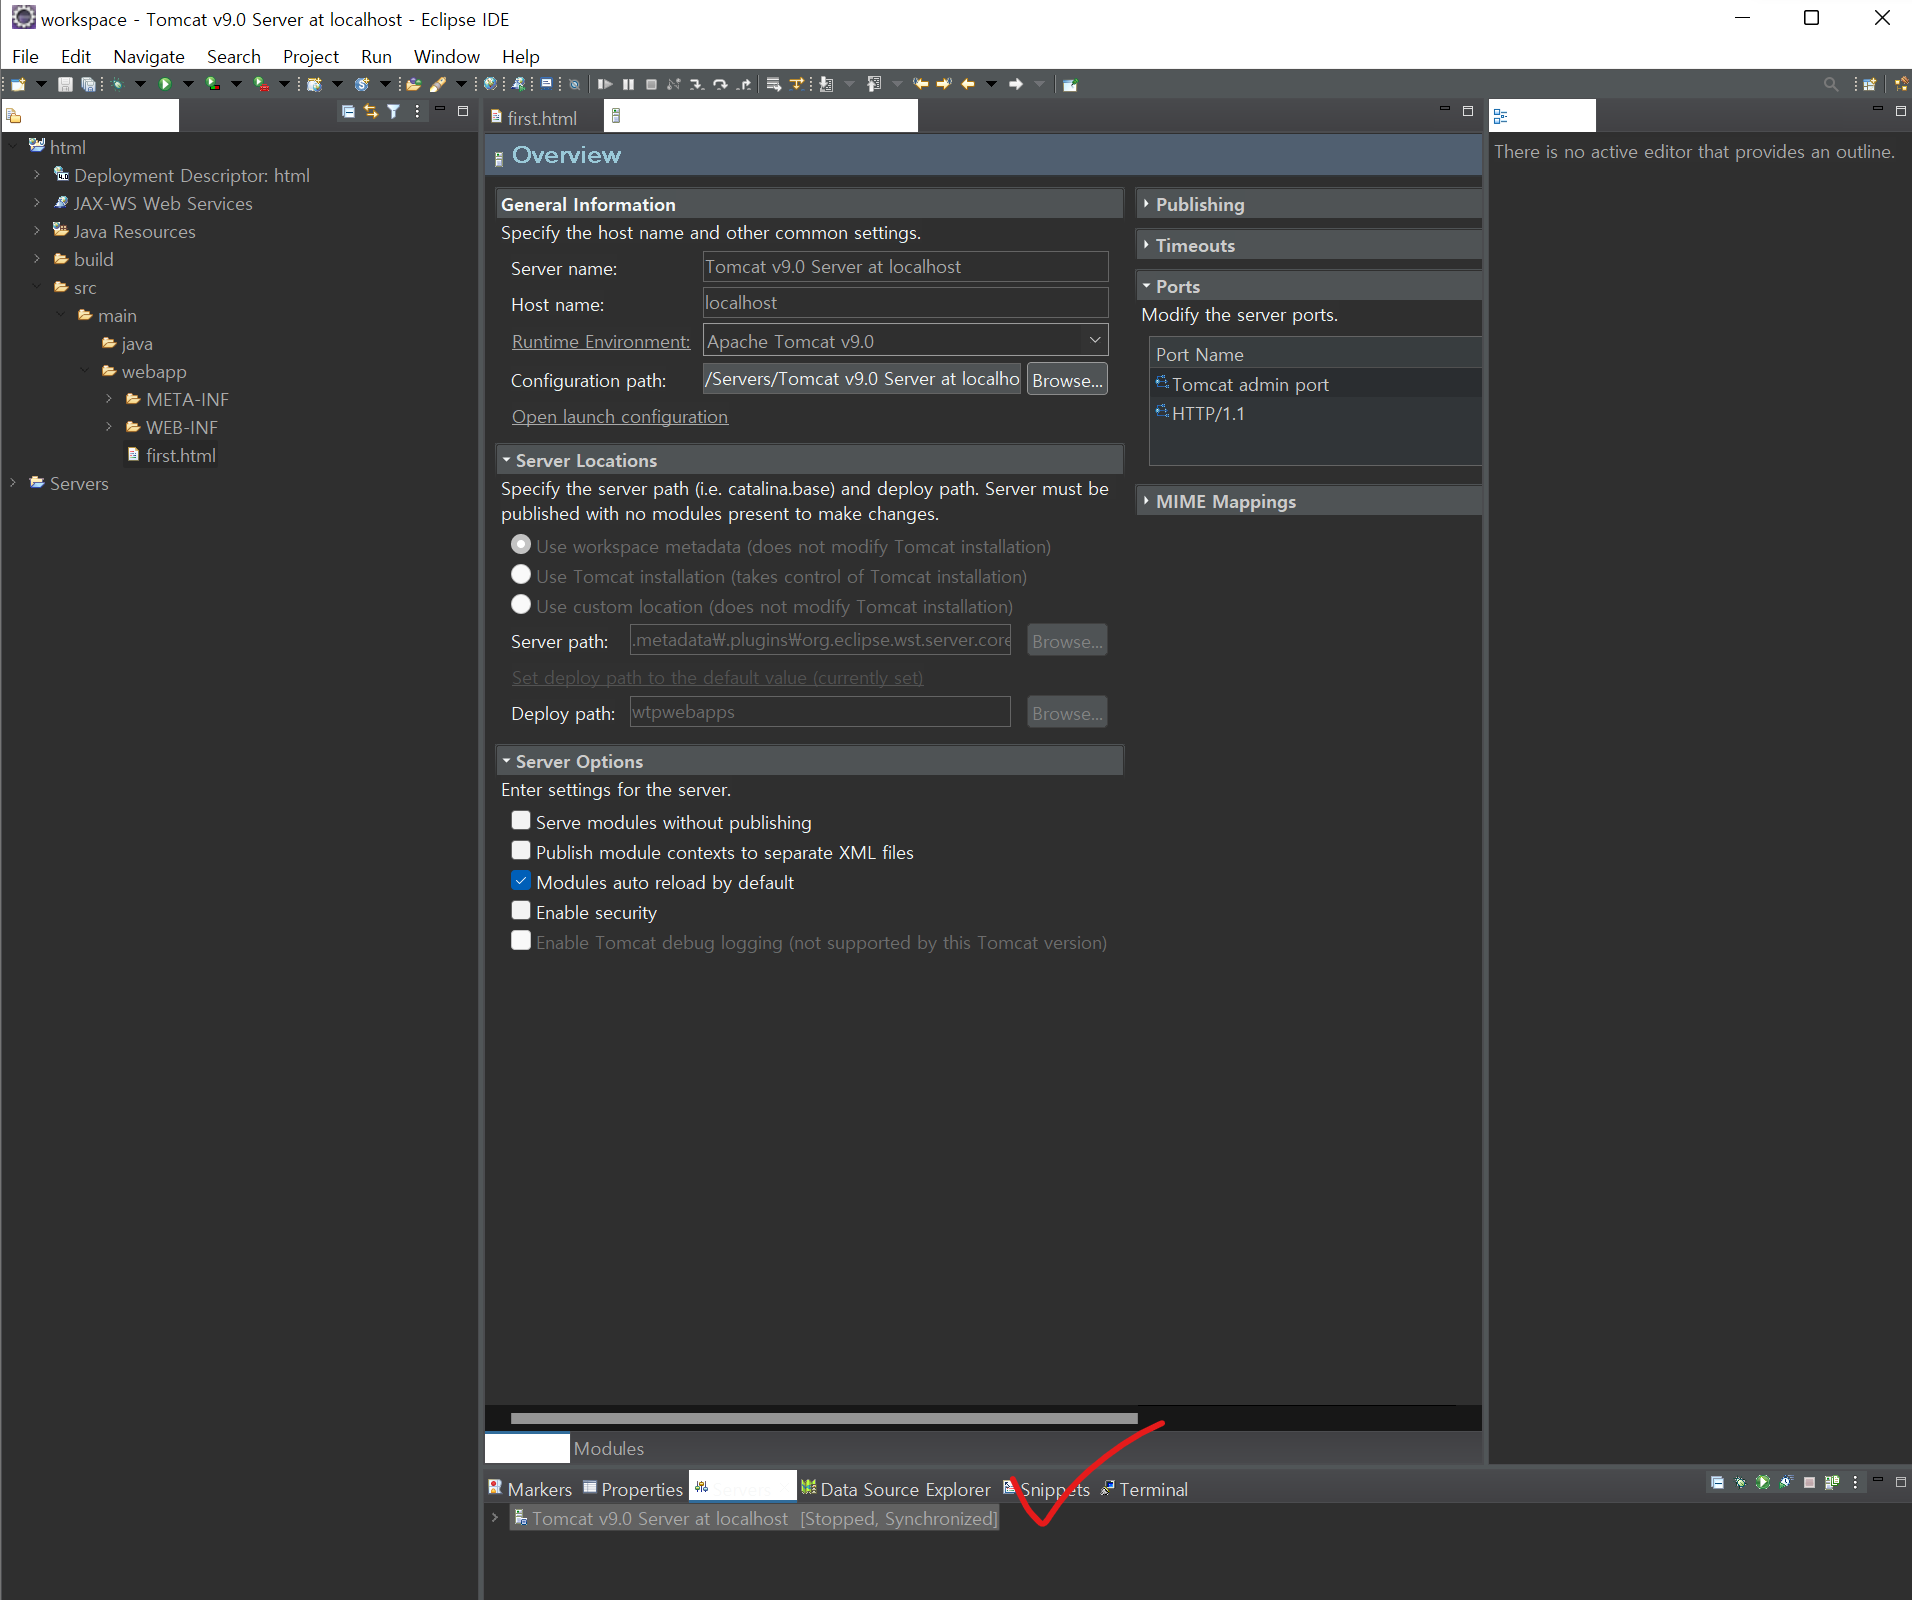 workspace - Tomcat v9.0 Server at localhost - Eclipse IDE
File Edit Navigate Search Project Run Window Help
html
Deployment Descriptor: html
JAX-WS Web Services
Java Resources
build
src
main
java
webapp
META-INF
WEB-INF
first.html
Servers
first.html
Overview
General Information
Specify the host name and other common settings.
Server name: Tomcat v9.0 Server at localhost
Host name: localhost
Runtime Environment: Apache Tomcat v9.0
Configuration path: /Servers/Tomcat v9.0 Server at localho Browse...
Open launch configuration
Server Locations
Specify the server path (i.e. catalina.base) and deploy path. Server must be
published with no modules present to make changes.
Use workspace metadata (does not modify Tomcat installation)
Use Tomcat installation (takes control of Tomcat installation)
Use custom location (does not modify Tomcat installation)
Server path: .metadata₩.plugins₩org.eclipse.wst.server.core Browse...
Set deploy path to the default value (currently set)
Deploy path: wtpwebapps Browse...
Server Options
Enter settings for the server.
Serve modules without publishing
Publish module contexts to separate XML files
Modules auto reload by default
Enable security
Enable Tomcat debug logging (not supported by this Tomcat version)
Publishing
Timeouts
Ports
Modify the server ports.
Port Name
Tomcat admin port
HTTP/1.1
MIME Mappings
There is no active editor that provides an outline.
Modules
Markers Properties Data Source Explorer Snippets Terminal
Tomcat v9.0 Server at localhost [Stopped, Synchronized]